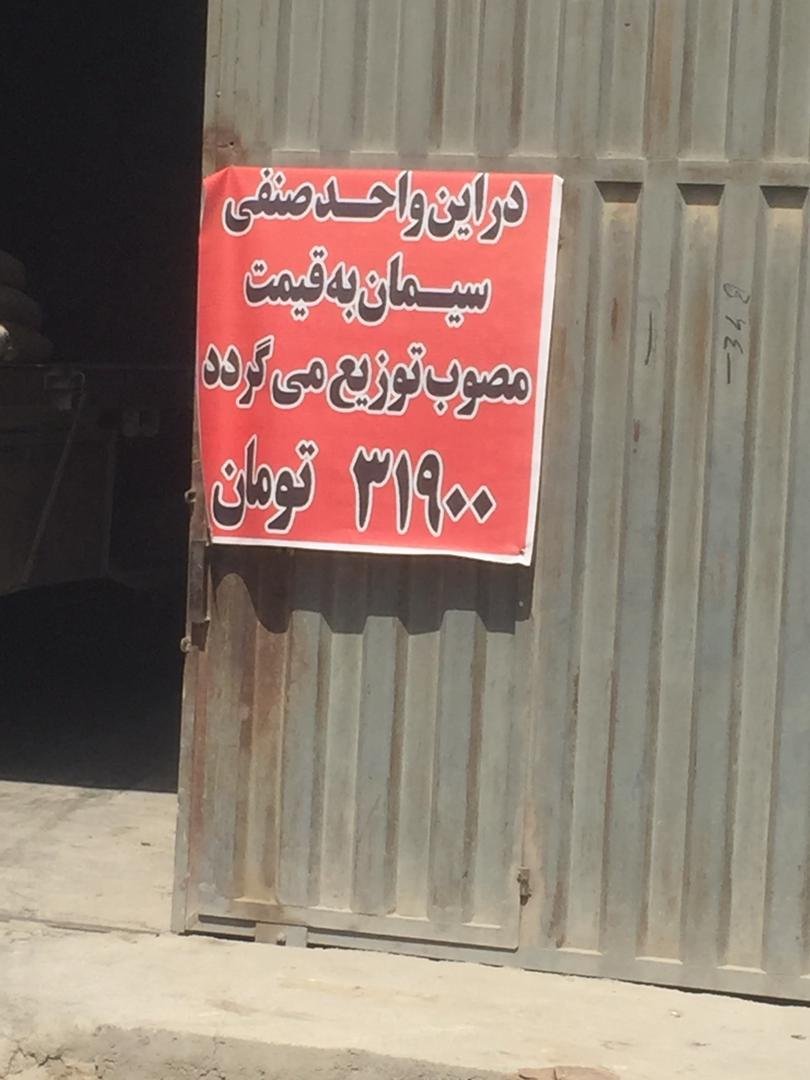 در این واحد صنفی
سیمان به قیمت
مصوب توزیع می گردد
۳۱۹۰۰ تومان